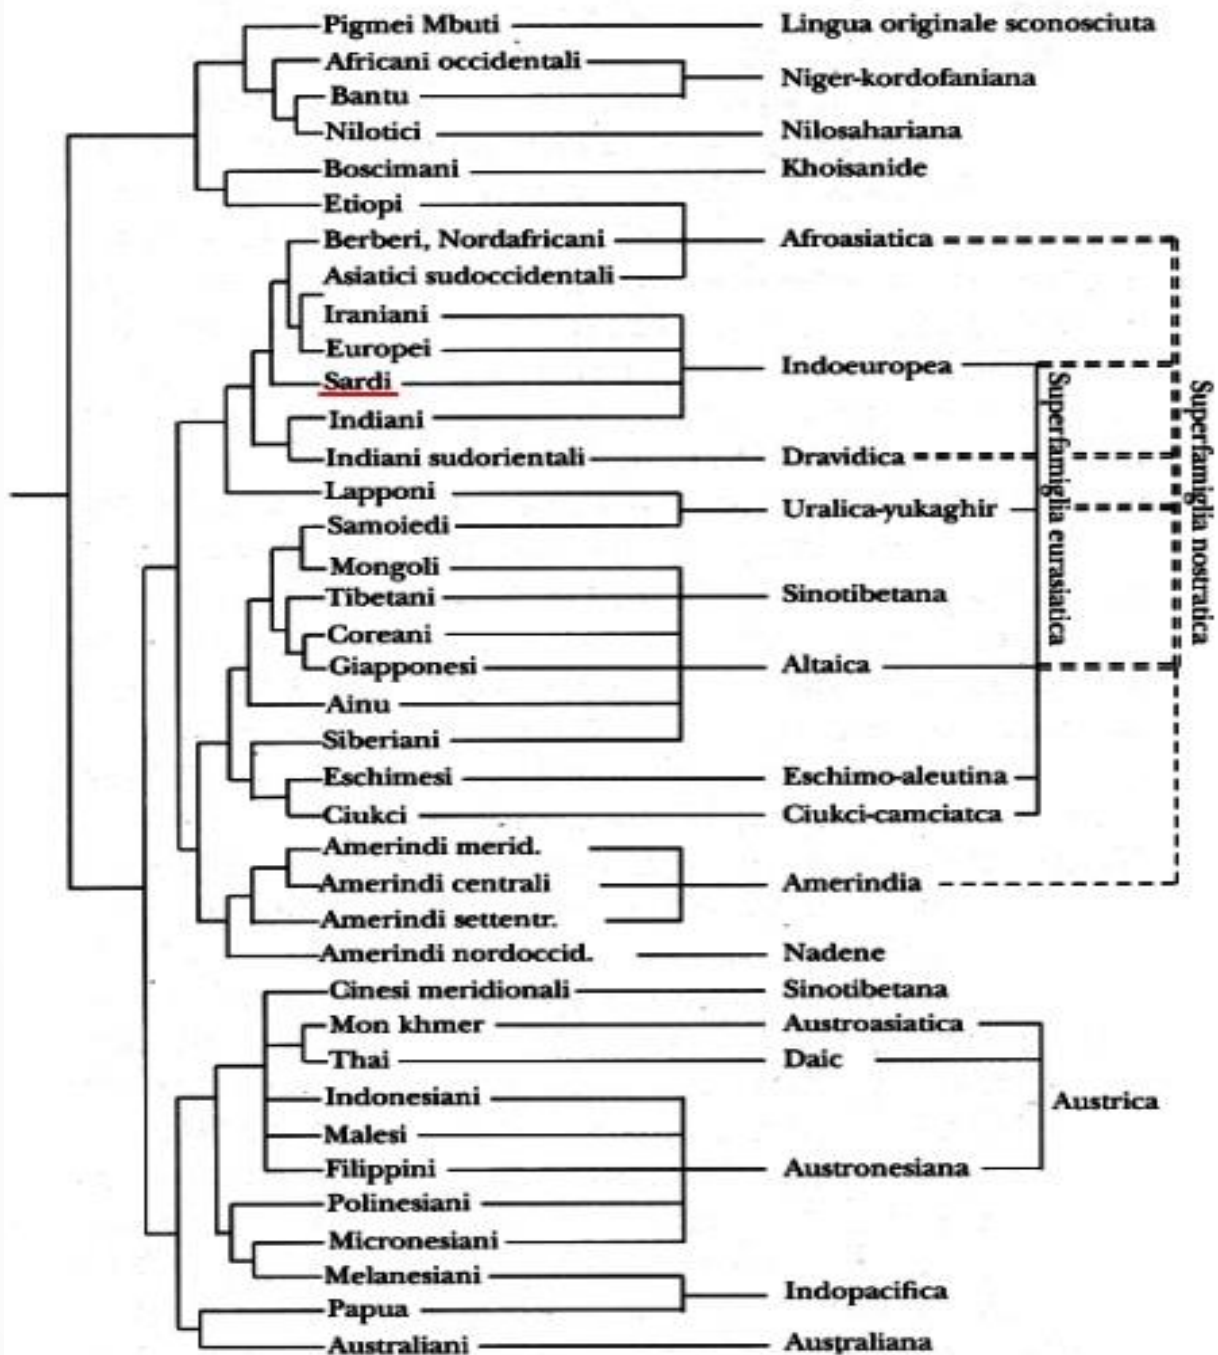 Pigmei Mbuti Lingua originale sconosciuta
Africani occidentali
Niger-kordofaniana
Bantu
Nilotici Nilosahariana
Boscimani Khoisanide
Etiopi
Berberi, Nordafricani Afroasiatica
Asiatici sudoccidentali
Iraniani
Europei
Indoeuropea
Sardi
Indiani
Indiani sudorientali Dravidica
Lapponi
Uralica-yukaghir
Samoiedi
Mongoli
Tibetani Sinotibetana
Coreani
Giapponesi Altaica
Ainu
Siberiani
Eschimesi Eschimo-aleutina
Ciukci Ciukci-camciatca
Amerindi merid.
Amerindi centrali Amerindia
Amerindi settentr.
Amerindi nordoccid. Nadene
Cinesi meridionali Sinotibetana
Mon khmer Austroasiatica
Thai Daic
Indonesiani
Austrica
Malesi
Filippini Austronesiana
Polinesiani
Micronesiani
Melanesiani
Indopacifica
Papua
Australiani Australiana
Superfamiglia eurasiatica
Superfamiglia nostratica